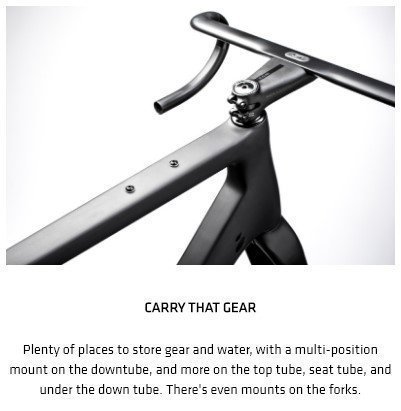 CARRY THAT GEAR
Plenty of places to store gear and water, with a multi-position
mount on the downtube, and more on the top tube, seat tube, and
under the down tube. There's even mounts on the forks.